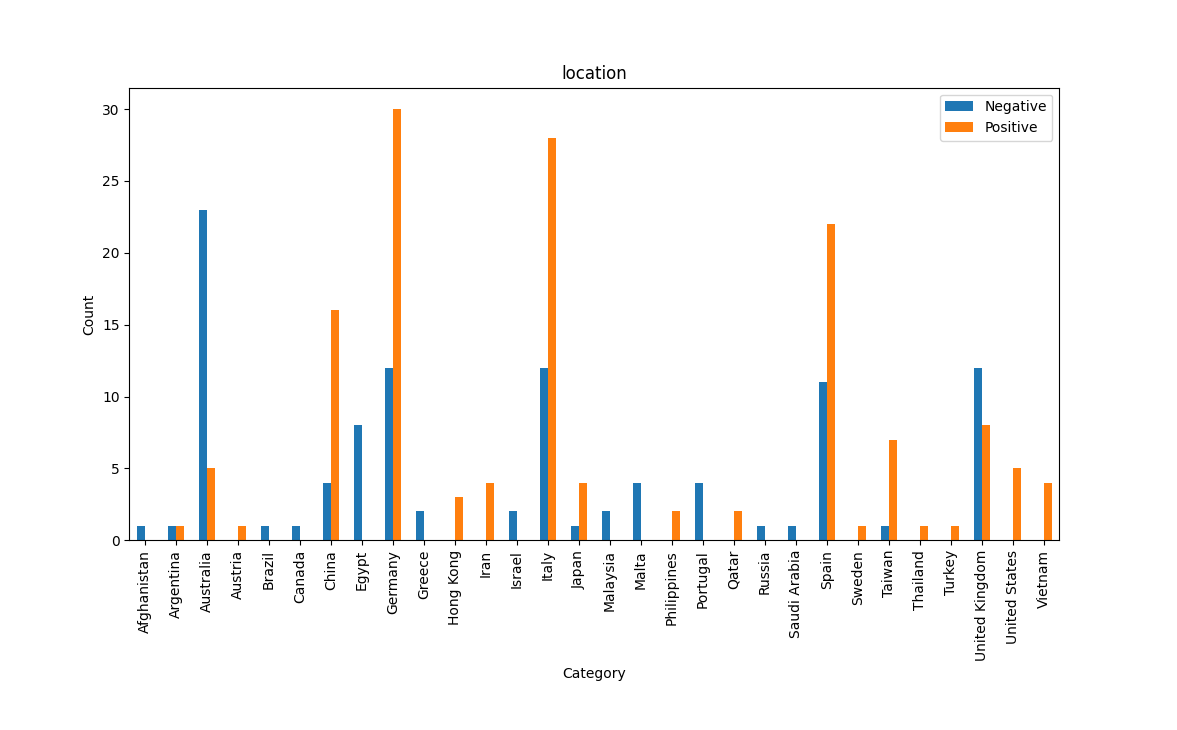 location
Negative
Positive
30
25
20
15
10
5
0
Count
Afghanistan
Argentina
Australia
Austria
Brazil
Canada
China
Egypt
Germany
Greece
Hong Kong
Iran
Israel
Italy
Japan
Malaysia
Malta
Philippines
Portugal
Qatar
Russia
Saudi Arabia
Spain
Sweden
Taiwan
Thailand
Turkey
United Kingdom
United States
Vietnam
Category